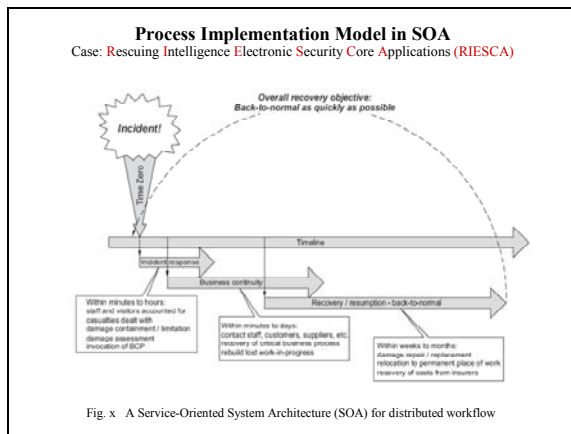 Process Implementation Model in SOA
Case: Rescuing Intelligence Electronic Security Core Applications (RIESCA)
Overall recovery objective:
Back-to-normal as quickly as possible
Incident!
Time Zero
Timeline
Incident response
Business continuity
Recovery / resumption - back-to-normal
Within minutes to hours:
staff and visitors accounted for
casualties dealt with
damage containment / limitation
damage assessment
invocation of BCP
Within minutes to days:
contact staff, customers, suppliers, etc.
recovery of critical business process
rebuild lost work-in-progress
Within weeks to months:
damage repair / replacement
relocation to permanent place of work
recovery of costs from insurers
Fig. x A Service-Oriented System Architecture (SOA) for distributed workflow